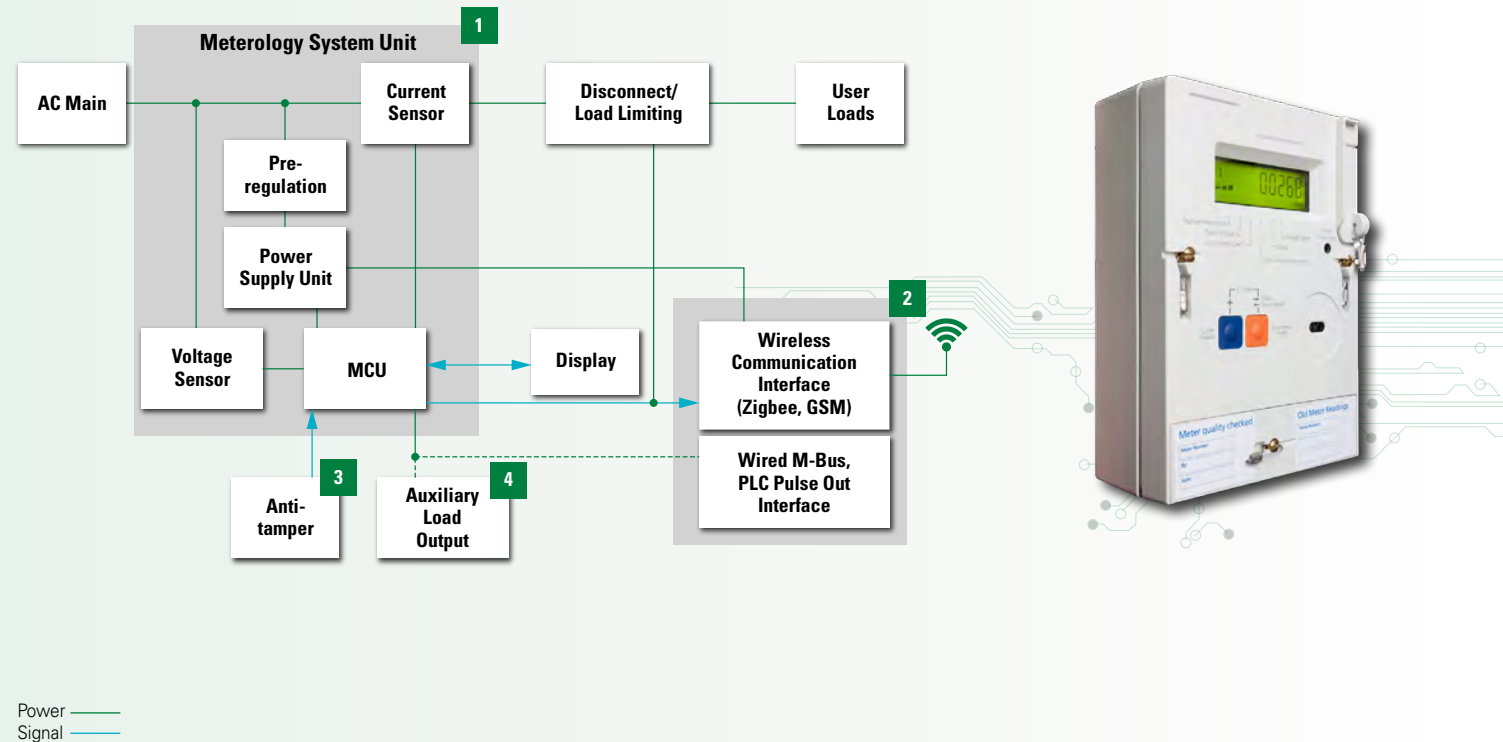 1
Meterology System Unit
AC Main
Current
Sensor
Disconnect/
Load Limiting
User
Loads
Pre-
regulation
Power
Supply Unit
2
Voltage
Sensor
MCU
Display
Wireless
Communication
Interface
(Zigbee, GSM)
Wired M-Bus,
PLC Pulse Out
Interface
3
Anti-
tamper
4
Auxiliary
Load
Output
Power
Signal
00268
Meter quality checked
Old Meter Readings